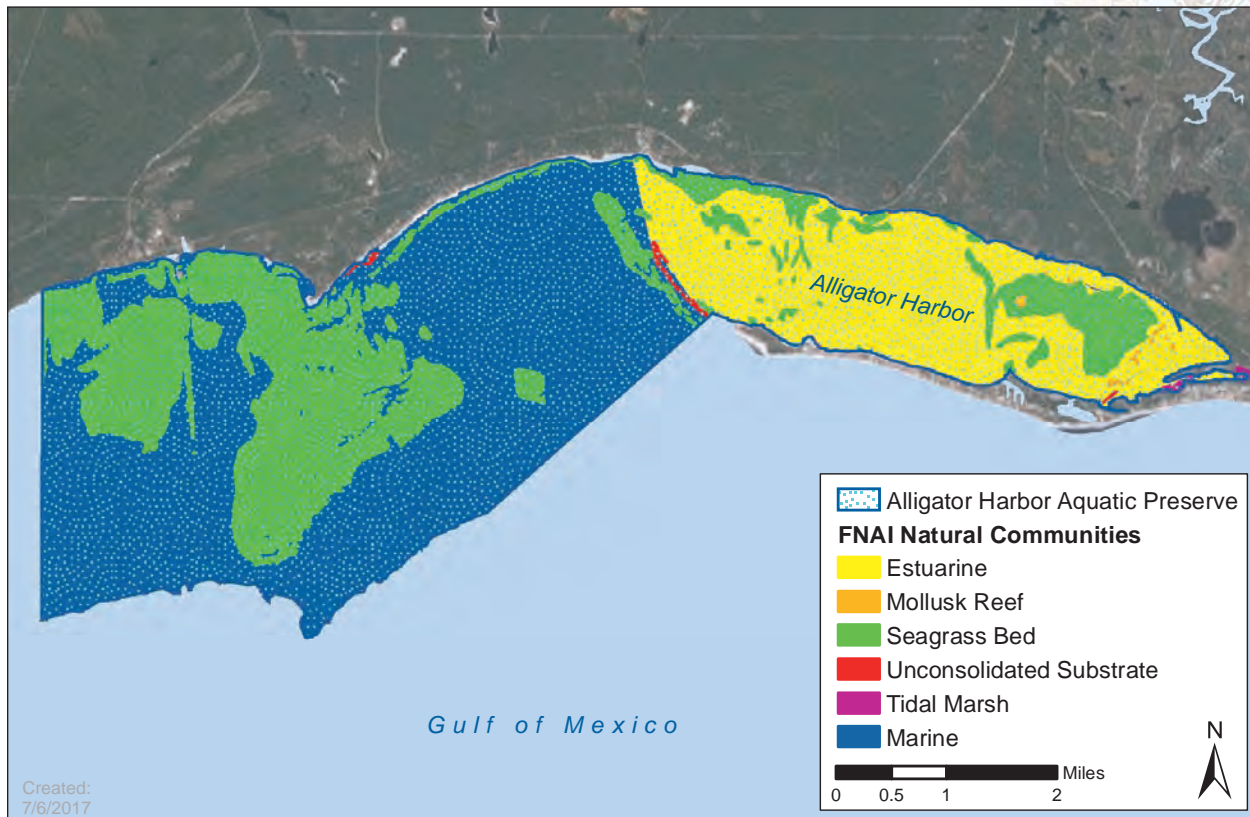 Alligator Harbor
Gulf of Mexico
Alligator Harbor Aquatic Preserve
FNAI Natural Communities
Estuarine
Mollusk Reef
Seagrass Bed
Unconsolidated Substrate
Tidal Marsh
Marine
N
Miles
0 0.5 1 2
Created:
7/6/2017